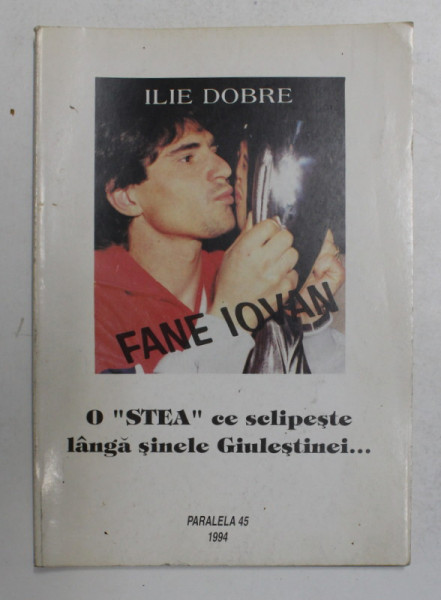 ILIE DOBRE
FANE IOVAN
O "STEA" ce sclipeşte
lângă şinele Giuleştinei...
PARALELA 45
1994